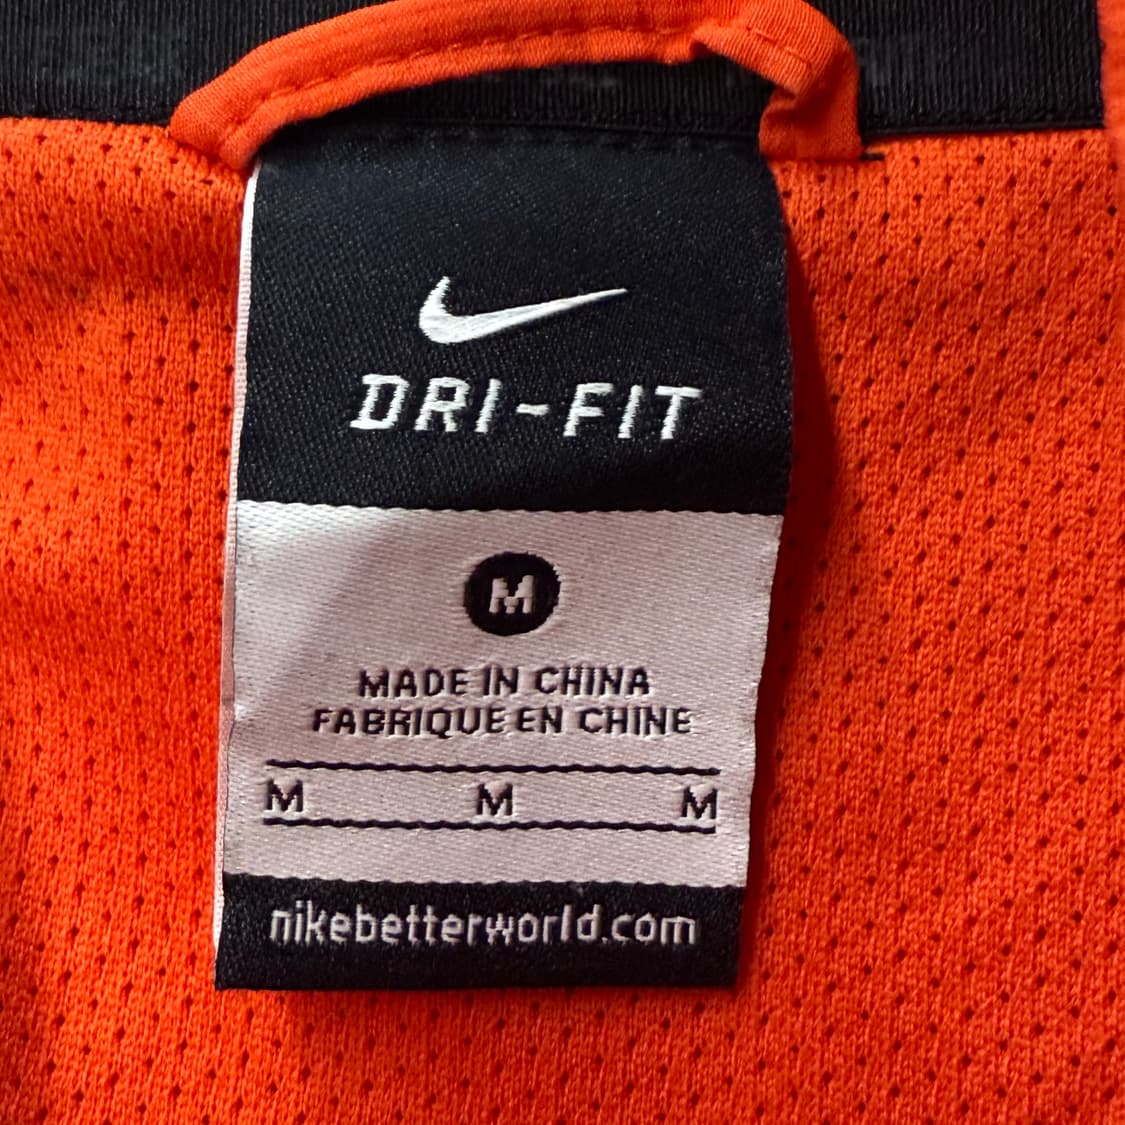 DRI-FIT
M
MADE IN CHINA
FABRIQUE EN CHINE
M M M
nikebetterworld.com